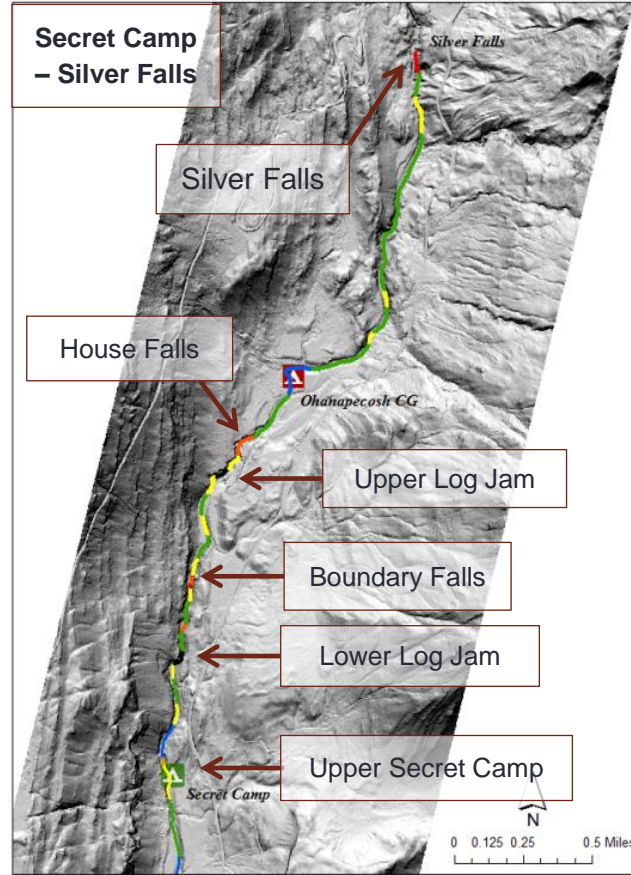 Secret Camp
– Silver Falls
Silver Falls
Silver Falls
House Falls
Ohanapecosh CG
Upper Log Jam
Boundary Falls
Lower Log Jam
Upper Secret Camp
Secret Camp
N
0 0.125 0.25 0.5 Miles